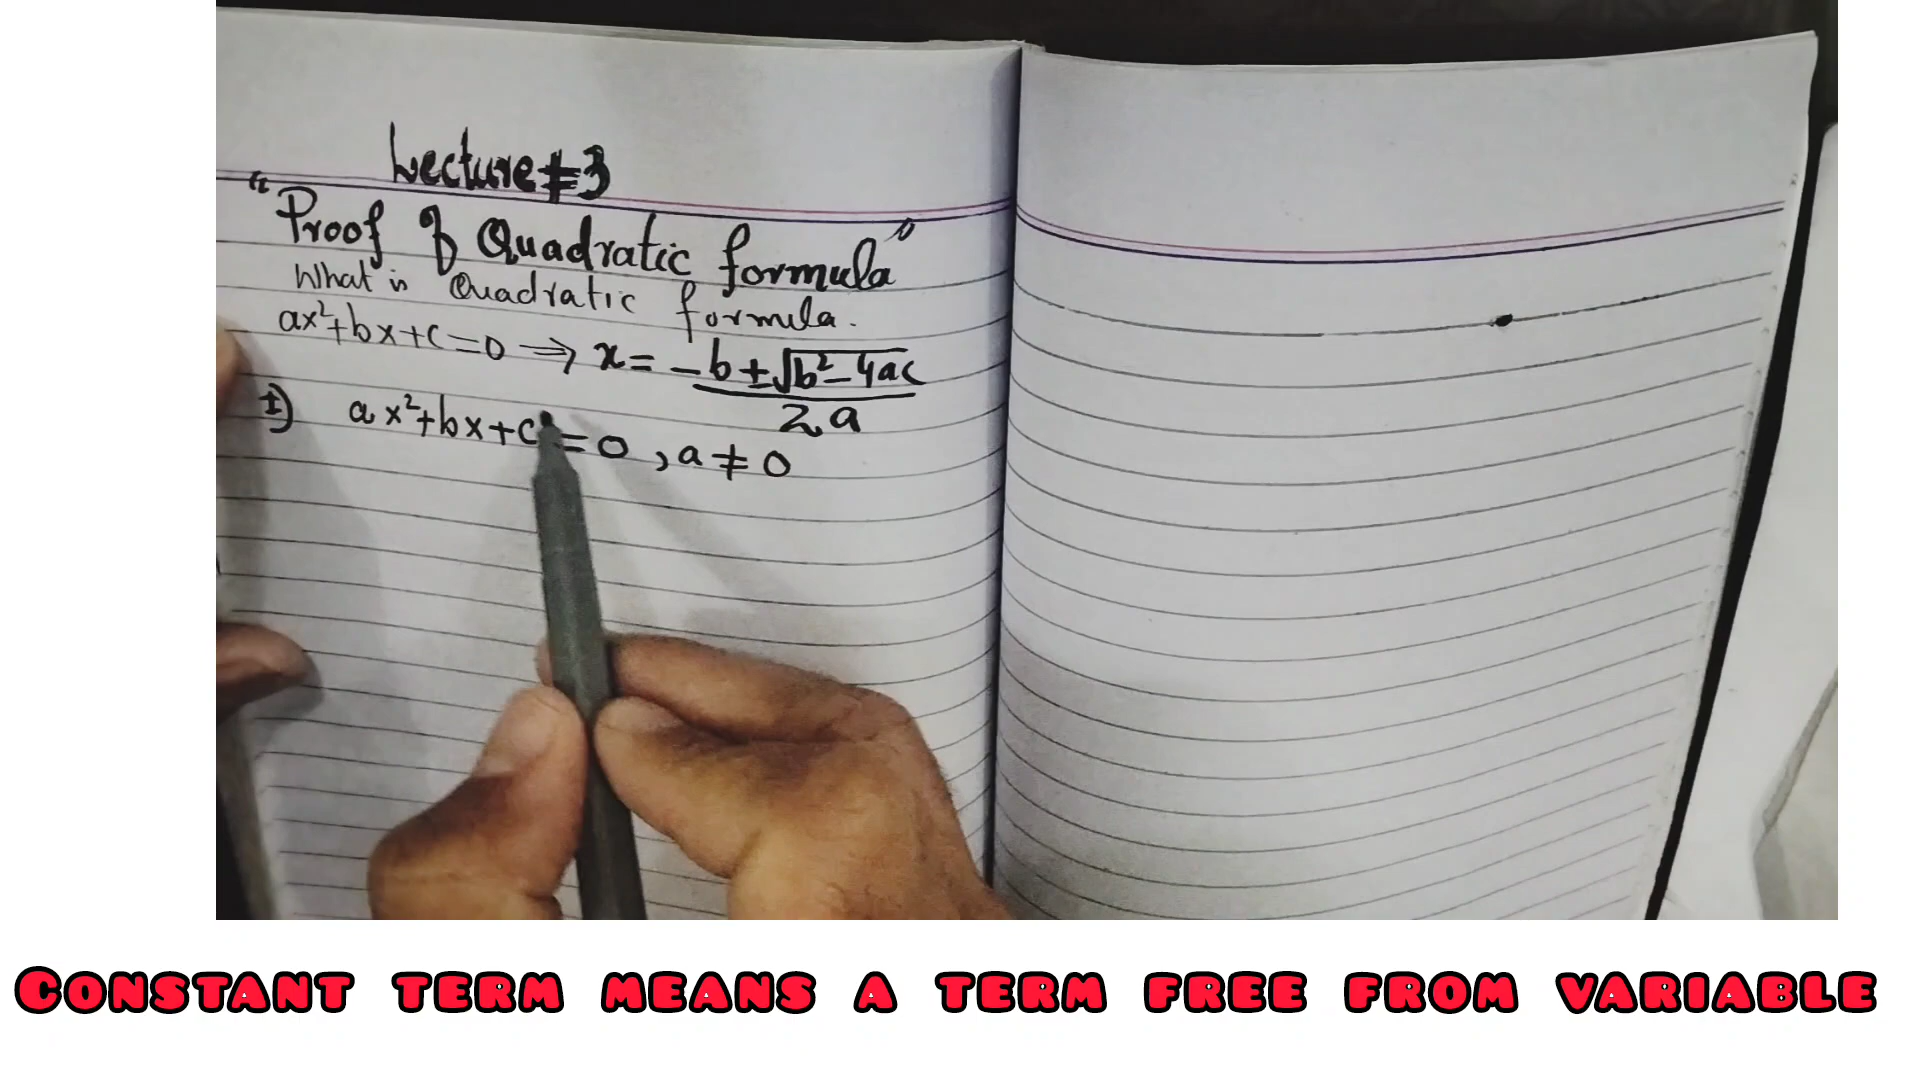 Lecture # 3
"Proof of Quadratic formula"
What is Quadratic formula.
ax²+bx+c=0 ⇒ x = -b±√b²-4ac / 2a
I) ax²+bx+c=0, a≠0
CONSTANT TERM MEANS A TERM FREE FROM VARIABLE